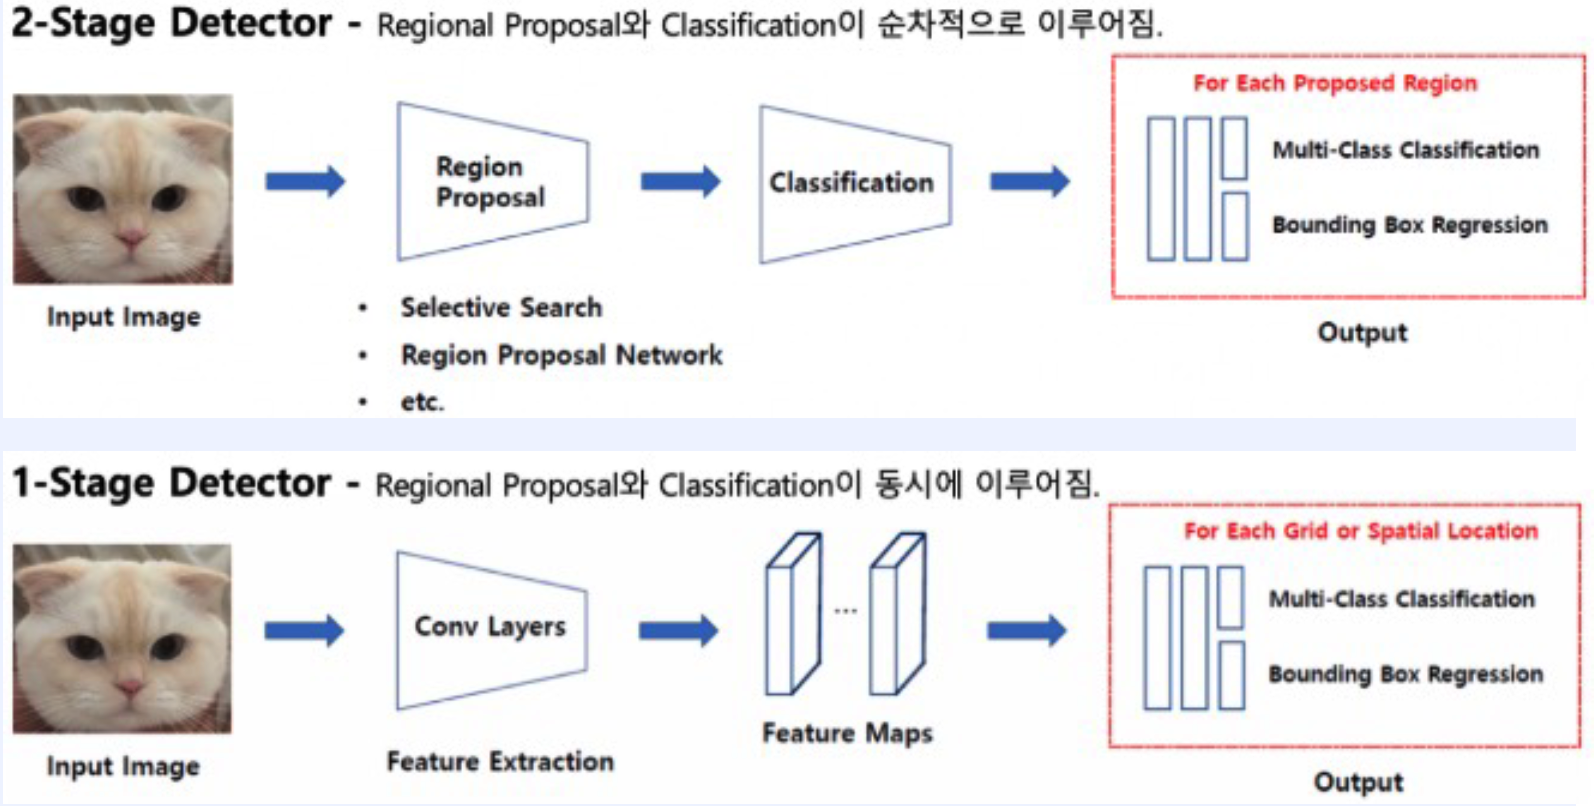 2-Stage Detector - Regional Proposal와 Classification이 순차적으로 이루어짐.
For Each Proposed Region
Region
Proposal
Classification
Multi-Class Classification
Bounding Box Regression
Input Image
• Selective Search
• Region Proposal Network
• etc.
Output
1-Stage Detector - Regional Proposal와 Classification이 동시에 이루어짐.
For Each Grid or Spatial Location
Conv Layers
...
Multi-Class Classification
Bounding Box Regression
Input Image
Feature Extraction
Feature Maps
Output